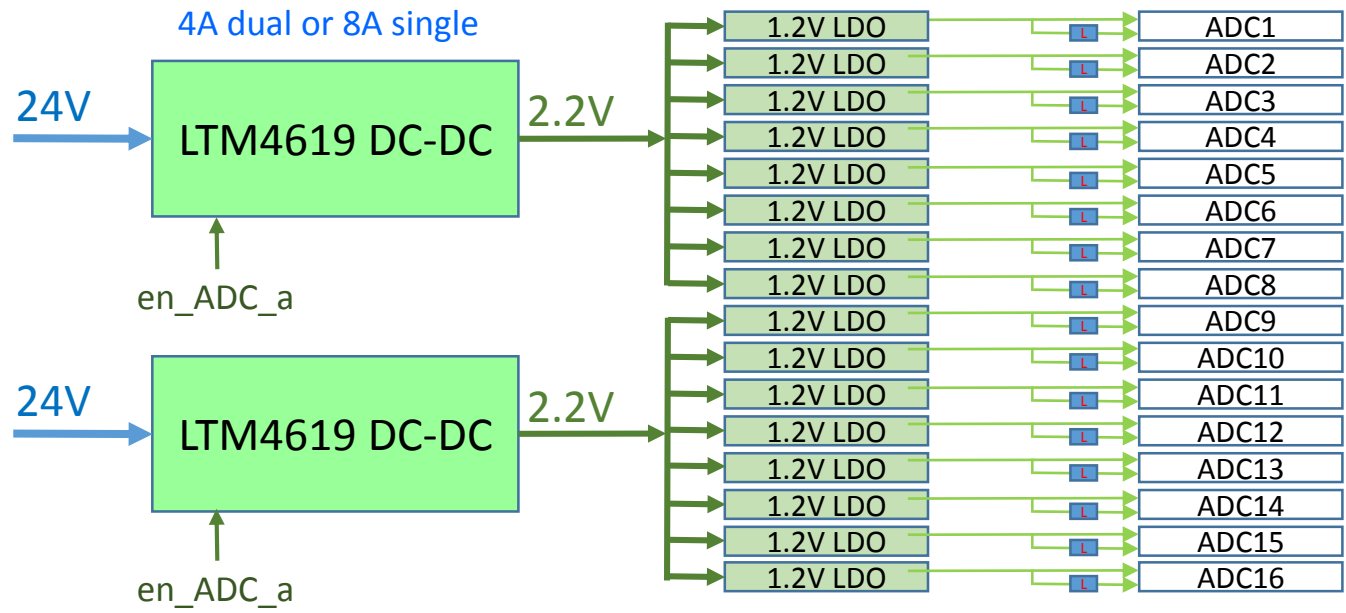 4A dual or 8A single
24V
LTM4619 DC-DC
2.2V
en_ADC_a
24V
LTM4619 DC-DC
2.2V
en_ADC_a
1.2V LDO L ADC1
1.2V LDO L ADC2
1.2V LDO L ADC3
1.2V LDO L ADC4
1.2V LDO L ADC5
1.2V LDO L ADC6
1.2V LDO L ADC7
1.2V LDO L ADC8
1.2V LDO L ADC9
1.2V LDO L ADC10
1.2V LDO L ADC11
1.2V LDO L ADC12
1.2V LDO L ADC13
1.2V LDO L ADC14
1.2V LDO L ADC15
1.2V LDO L ADC16